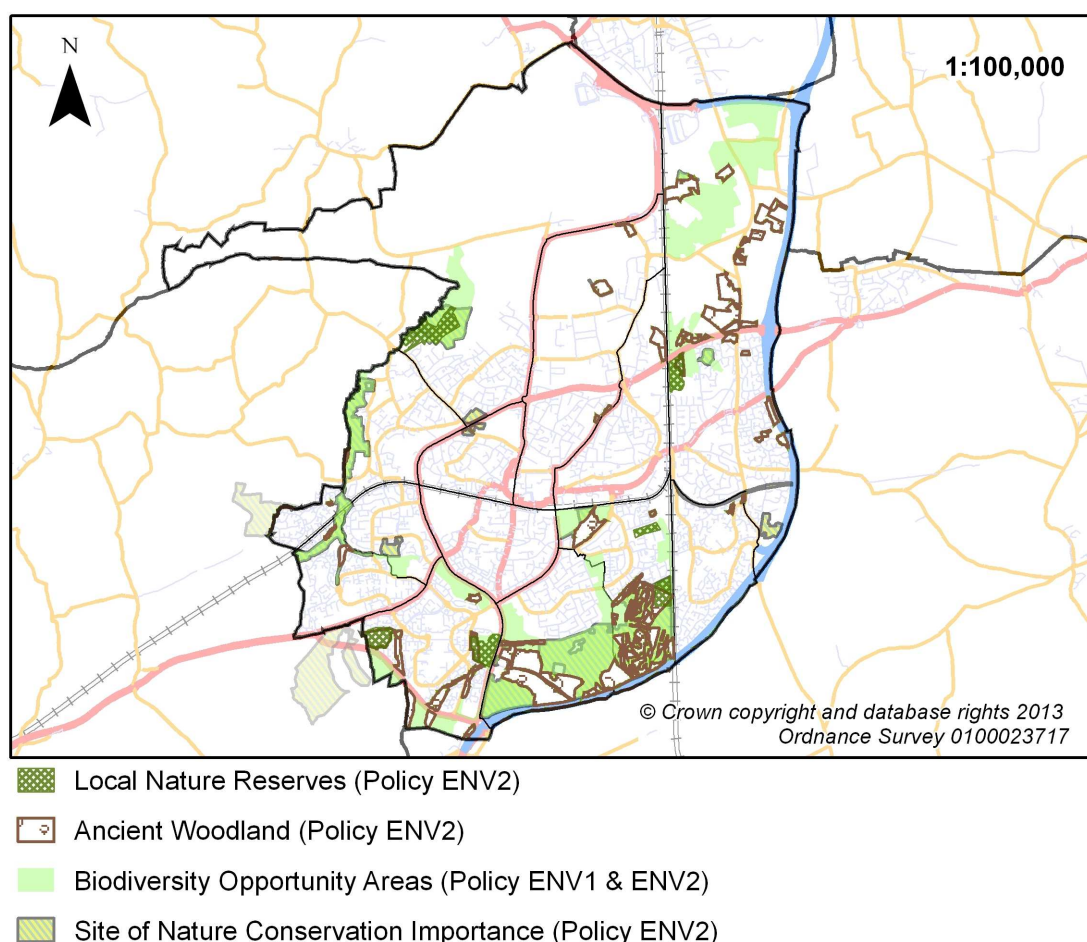 N
1:100,000
© Crown copyright and database rights 2013
Ordnance Survey 0100023717
Local Nature Reserves (Policy ENV2)
Ancient Woodland (Policy ENV2)
Biodiversity Opportunity Areas (Policy ENV1 & ENV2)
Site of Nature Conservation Importance (Policy ENV2)